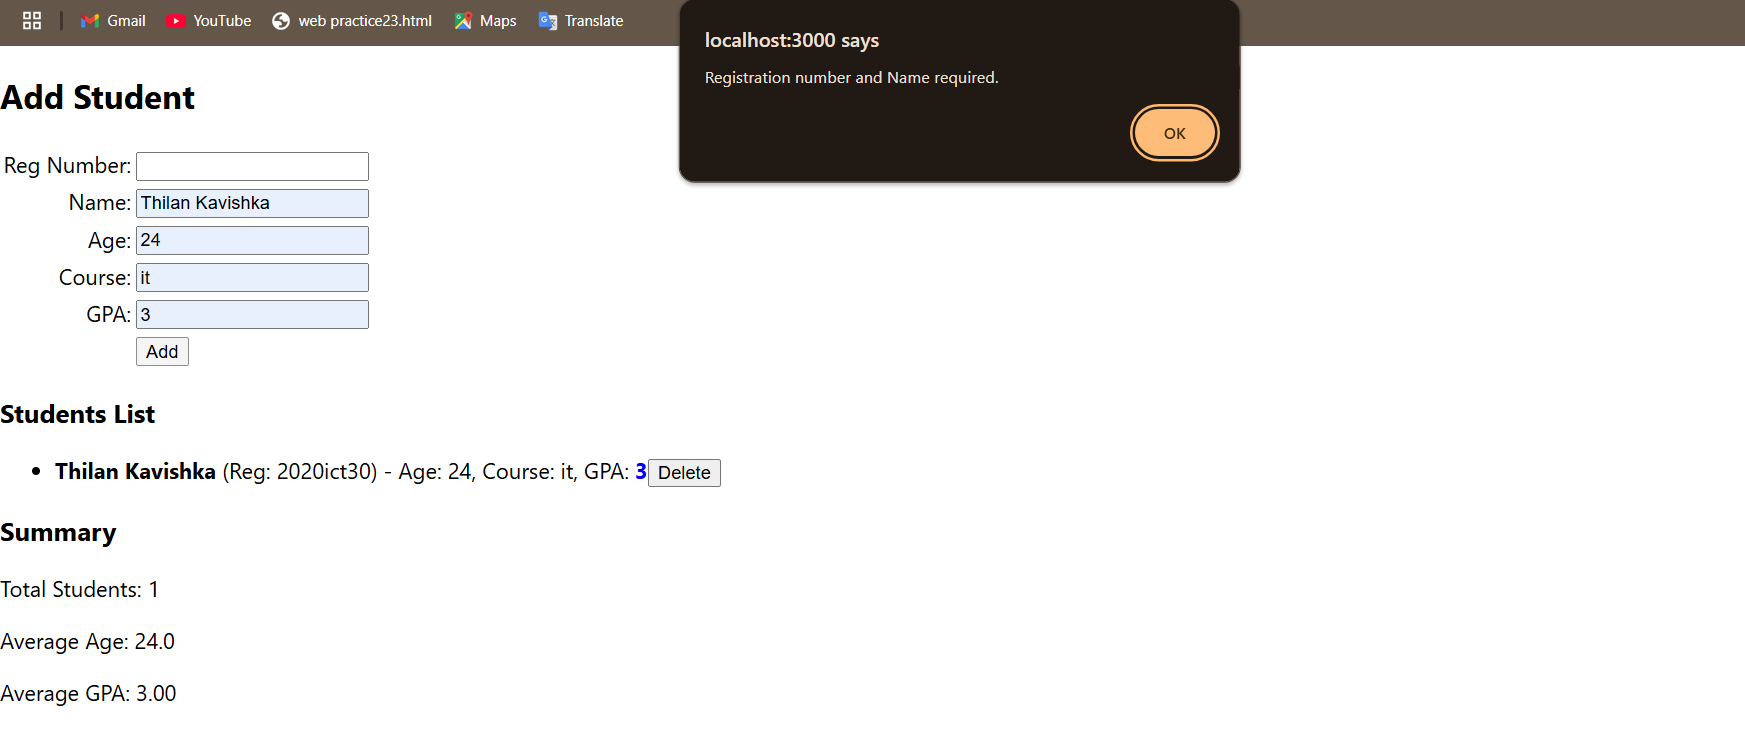 Gmail YouTube web practice23.html Maps Translate
localhost:3000 says
Registration number and Name required.
OK
Add Student
Reg Number:
Name: Thilan Kavishka
Age: 24
Course: it
GPA: 3
Add
Students List
Thilan Kavishka (Reg: 2020ict30) - Age: 24, Course: it, GPA: 3 Delete
Summary
Total Students: 1
Average Age: 24.0
Average GPA: 3.00